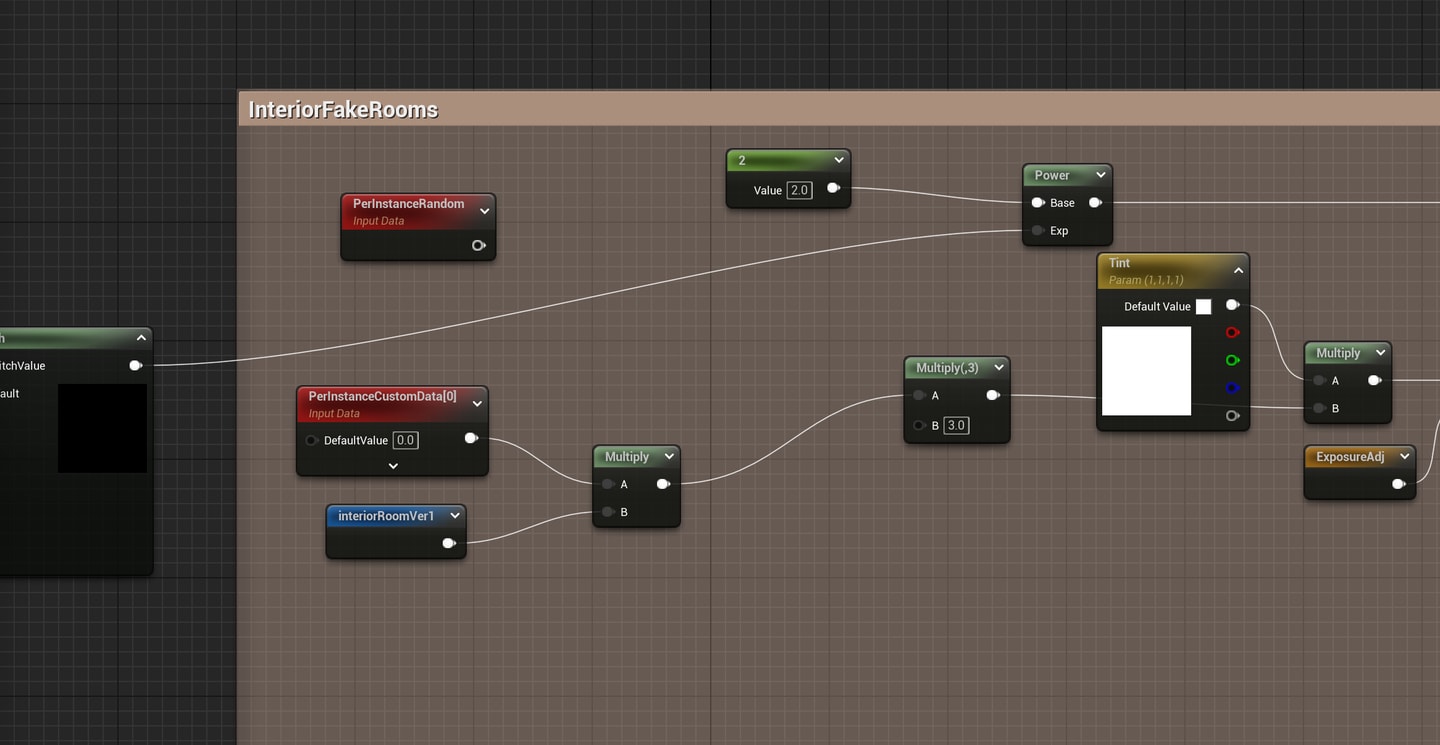 InteriorFakeRooms
2
Value 2.0
Power
Base
Exp
PerInstanceRandom
Input Data
Tint
Param (1,1,1,1)
Default Value
h
itchValue
ault
Multiply
A
B
Multiply(,3)
A
B 3.0
PerInstanceCustomData[0]
Input Data
DefaultValue 0.0
Multiply
A
B
ExposureAdj
interiorRoomVer1